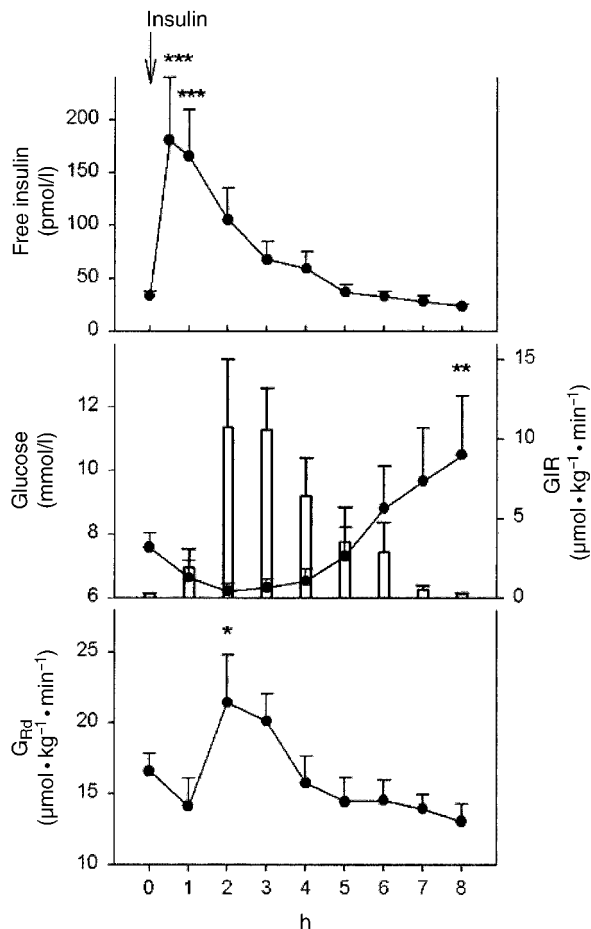 Insulin
***
***
200
150
100
50
0
Free insulin
(pmol/l)
**
12
10
8
6
Glucose
(mmol/l)
15
10
5
0
GIR
(µmol•kg⁻¹•min⁻¹)
*
25
20
15
10
G_Rd
(µmol•kg⁻¹•min⁻¹)
0 1 2 3 4 5 6 7 8
h